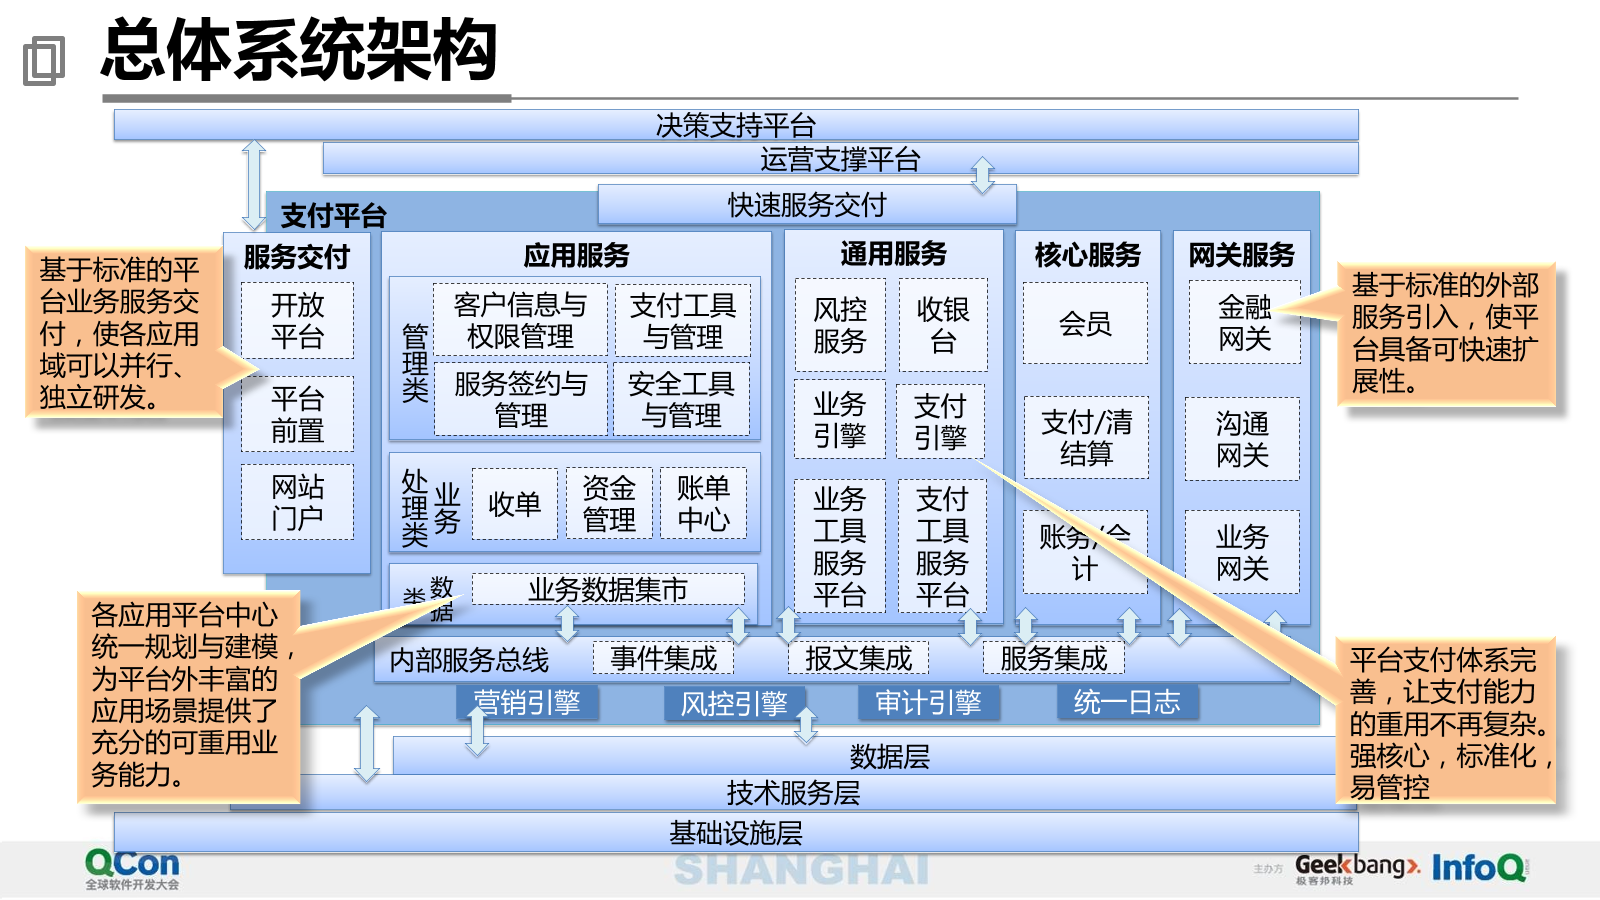 总体系统架构
决策支持平台
运营支撑平台
快速服务交付
支付平台
服务交付
开放
平台
平台
前置
网站
门户
应用服务
管理类
客户信息与
权限管理
支付工具
与管理
服务签约与
管理
安全工具
与管理
处理类
业务
收单
资金
管理
账单
中心
类
数据
业务数据集市
通用服务
风控
服务
收银
台
业务
引擎
支付
引擎
业务
工具
服务
平台
支付
工具
服务
平台
核心服务
会员
支付/清
结算
账务/会
计
网关服务
金融
网关
沟通
网关
业务
网关
内部服务总线
事件集成
报文集成
服务集成
营销引擎
风控引擎
审计引擎
统一日志
数据层
技术服务层
基础设施层
基于标准的平
台业务服务交
付，使各应用
域可以并行、
独立研发。
各应用平台中心
统一规划与建模，
为平台外丰富的
应用场景提供了
充分的可重用业
务能力。
基于标准的外部
服务引入，使平
台具备可快速扩
展性。
平台支付体系完
善，让支付能力
的重用不再复杂。
强核心，标准化，
易管控
QCon
全球软件开发大会
SHANGHAI
主办方
Geekbang>.
极客邦科技
InfoQ